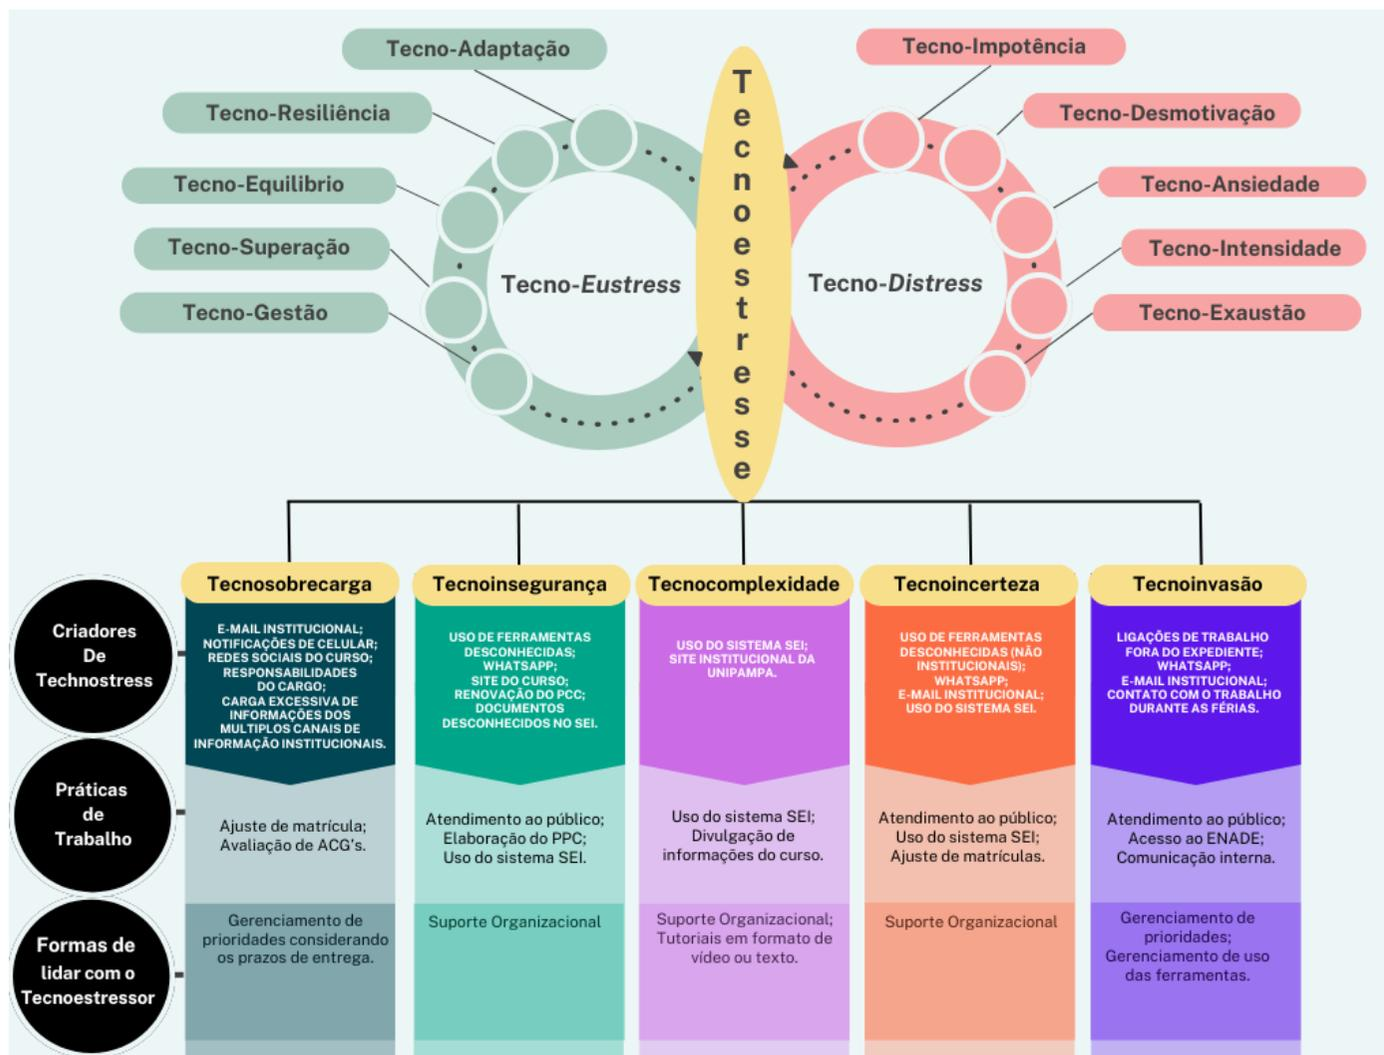 Tecno-Adaptação
Tecno-Resiliência
Tecno-Equilibrio
Tecno-Superação
Tecno-Gestão
Tecno-Eustress
Tecnoestresse
Tecno-Distress
Tecno-Impotência
Tecno-Desmotivação
Tecno-Ansiedade
Tecno-Intensidade
Tecno-Exaustão
Criadores
De
Technostress
Práticas
de
Trabalho
Formas de
lidar com o
Tecnoestressor
Tecnosobrecarga
E-MAIL INSTITUCIONAL;
NOTIFICAÇÕES DE CELULAR;
REDES SOCIAIS DO CURSO;
RESPONSABILIDADES
DO CARGO;
CARGA EXCESSIVA DE
INFORMAÇÕES DOS
MULTIPLOS CANAIS DE
INFORMAÇÃO INSTITUCIONAIS.
Ajuste de matrícula;
Avaliação de ACG's.
Gerenciamento de
prioridades considerando
os prazos de entrega.
Tecnoinsegurança
USO DE FERRAMENTAS
DESCONHECIDAS;
WHATSAPP;
SITE DO CURSO;
RENOVAÇÃO DO PCC;
DOCUMENTOS
DESCONHECIDOS NO SEI.
Atendimento ao público;
Elaboração do PPC;
Uso do sistema SEI.
Suporte Organizacional
Tecnocomplexidade
USO DO SISTEMA SEI;
SITE INSTITUCIONAL DA
UNIPAMPA.
Uso do sistema SEI;
Divulgação de
informações do curso.
Suporte Organizacional;
Tutoriais em formato de
vídeo ou texto.
Tecnoincerteza
USO DE FERRAMENTAS
DESCONHECIDAS (NÃO
INSTITUCIONAIS);
WHATSAPP;
E-MAIL INSTITUCIONAL;
USO DO SISTEMA SEI.
Atendimento ao público;
Uso do sistema SEI;
Ajuste de matrículas.
Suporte Organizacional
Tecnoinvasão
LIGAÇÕES DE TRABALHO
FORA DO EXPEDIENTE;
WHATSAPP;
E-MAIL INSTITUCIONAL;
CONTATO COM O TRABALHO
DURANTE AS FÉRIAS.
Atendimento ao público;
Acesso ao ENADE;
Comunicação interna.
Gerenciamento de
prioridades;
Gerenciamento de uso
das ferramentas.